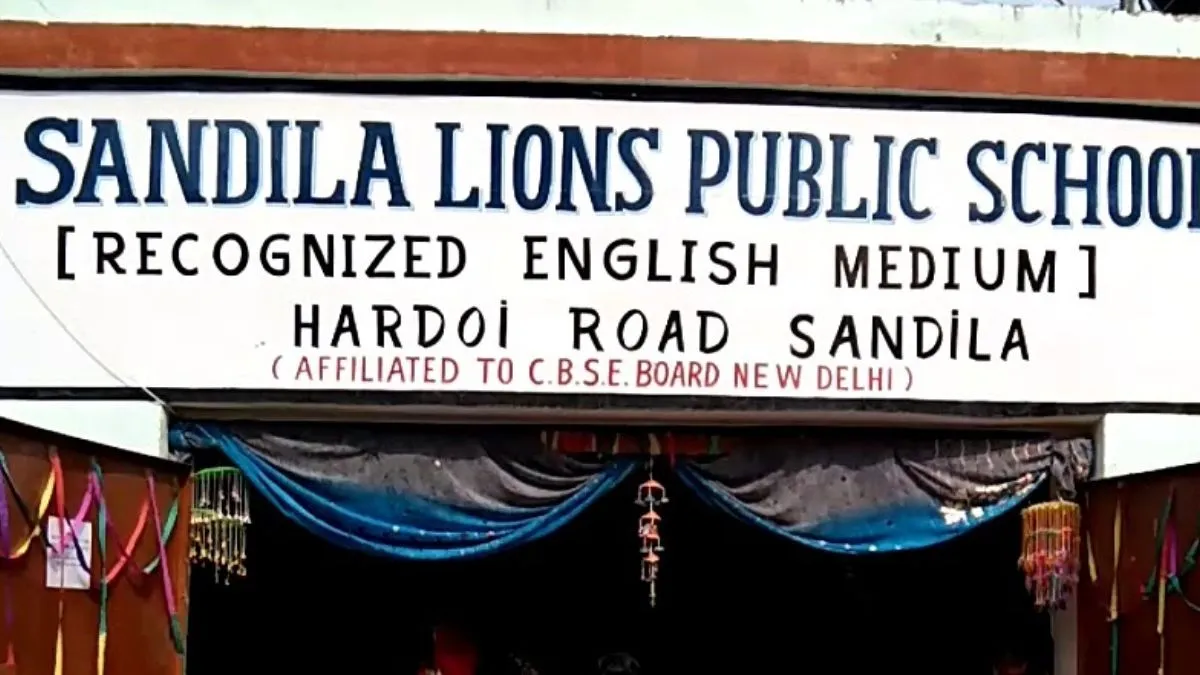 SANDILA LIONS PUBLIC SCHOOL
[RECOGNIZED ENGLISH MEDIUM]
HARDOi ROAD SANDiLA
(AFFILIATED TO C.B.S.E. BOARD NEW DELHI)